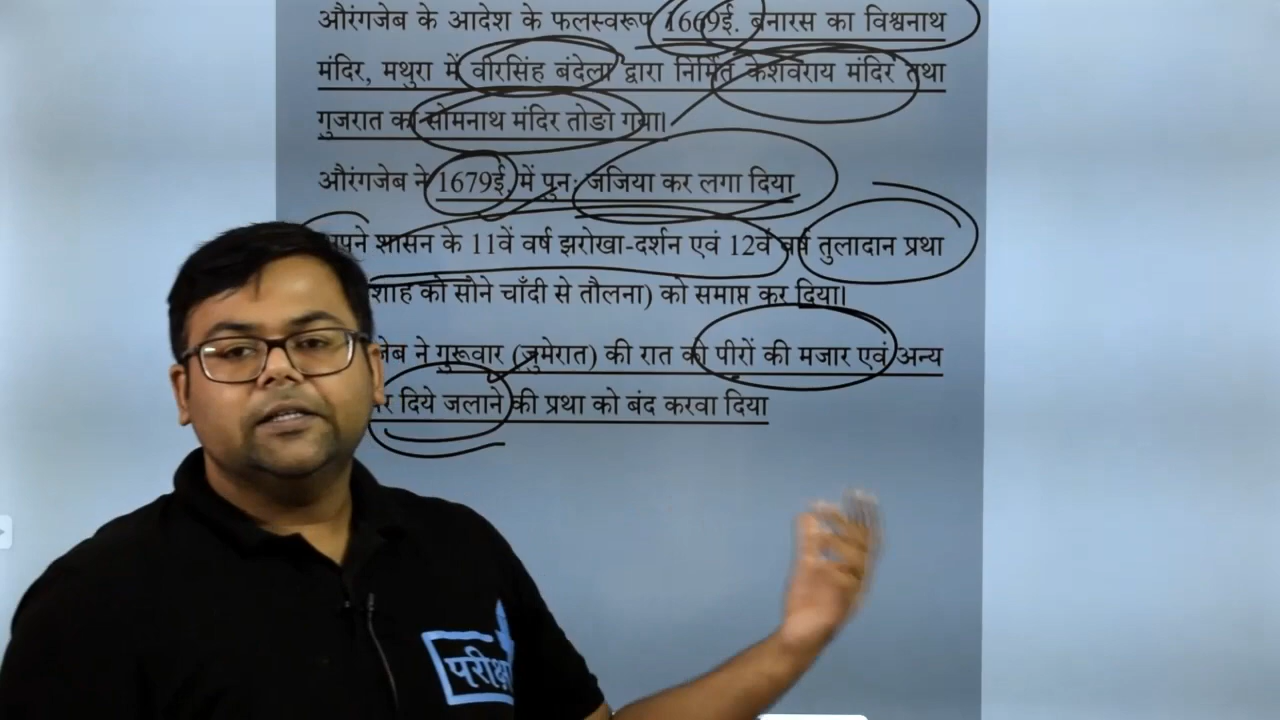 औरंगजेब के आदेश के फलस्वरूप 1669ई. बनारस का विश्वनाथ
मंदिर, मथुरा में वीरसिंह बंदेला द्वारा निर्मित केशवराय मंदिर तथा
गुजरात का सोमनाथ मंदिर तोडा गया।
औरंगजेब ने 1679ई. में पुन: जजिया कर लगा दिया
शासन के 11वें वर्ष झरोखा-दर्शन एवं 12वें वर्ष तुलादान प्रथा
को सौने चाँदी से तौलना) को समाप्त कर दिया।
ने गुरूवार (जुमेरात) की रात को पीरों की मजार एवं अन्य
दिये जलाने की प्रथा को बंद करवा दिया